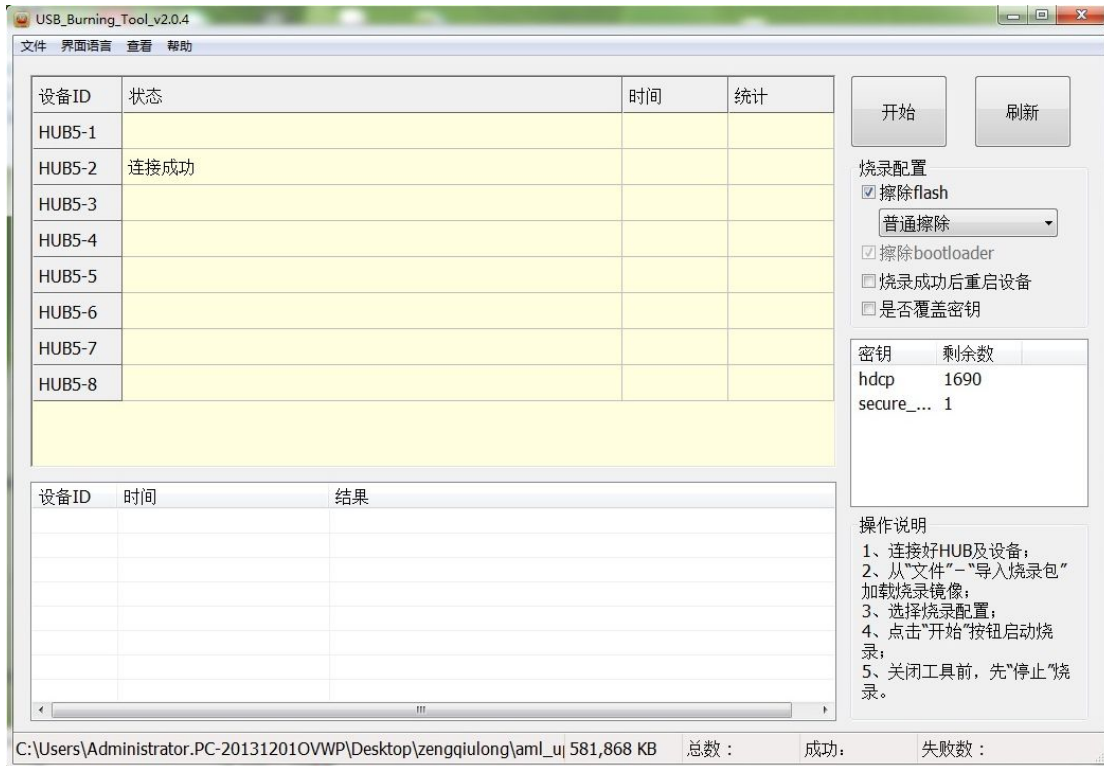 USB_Burning_Tool_v2.0.4
文件 界面语言 查看 帮助
设备ID 状态 时间 统计
HUB5-1
HUB5-2 连接成功
HUB5-3
HUB5-4
HUB5-5
HUB5-6
HUB5-7
HUB5-8
开始 刷新
烧录配置
擦除flash
普通擦除
擦除bootloader
烧录成功后重启设备
是否覆盖密钥
密钥 剩余数
hdcp 1690
secure_... 1
设备ID 时间 结果
操作说明
1、连接好HUB及设备；
2、从“文件”－“导入烧录包”
加载烧录镜像；
3、选择烧录配置；
4、点击“开始”按钮启动烧
录；
5、关闭工具前，先“停止”烧
录。
C:\Users\Administrator.PC-20131201OVWP\Desktop\zengqiulong\aml_u 581,868 KB 总数： 成功： 失败数：